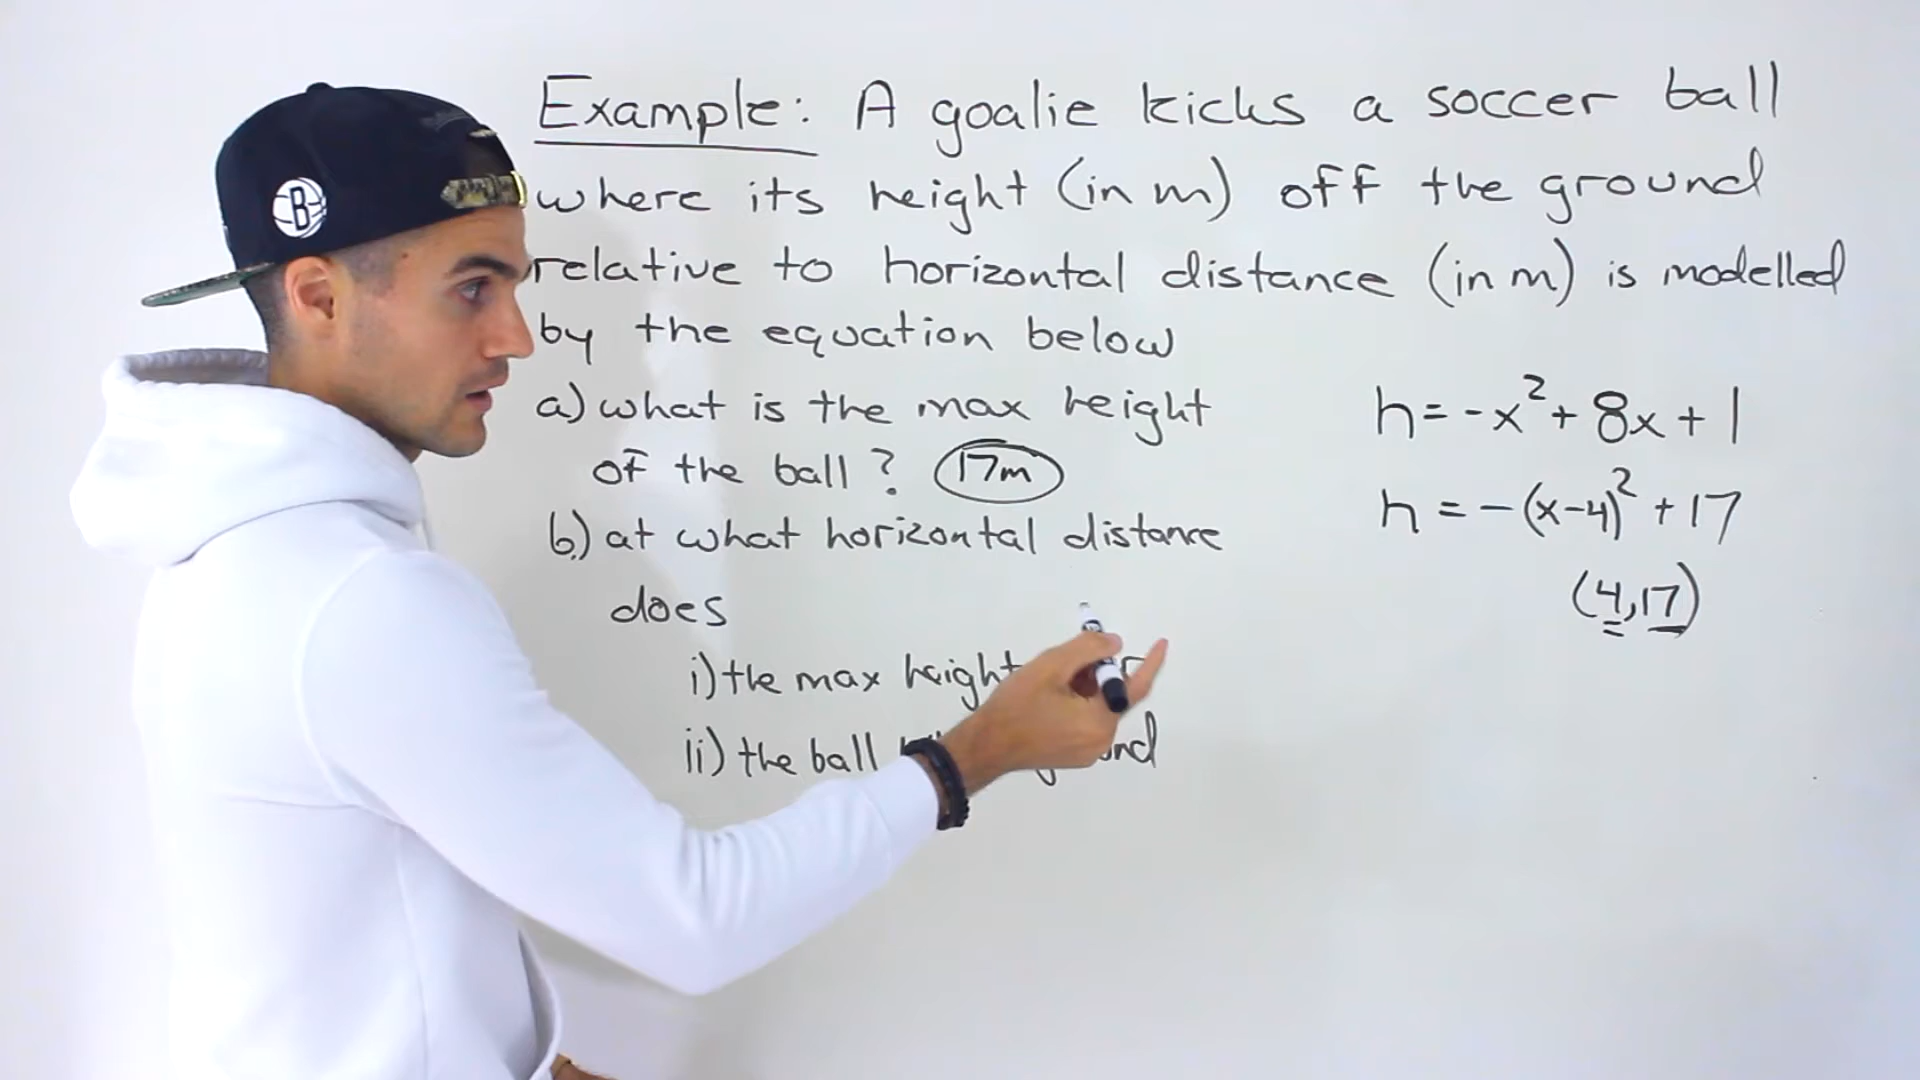 Example: A goalie kicks a soccer ball
where its height (in m) off the ground
relative to horizontal distance (in m) is modelled
by the equation below
a) what is the max height
of the ball? 17m
b) at what horizontal distance
does
i) the max height
ii) the ball
h = -x² + 8x + 1
h = -(x-4)² + 17
(4,17)
B